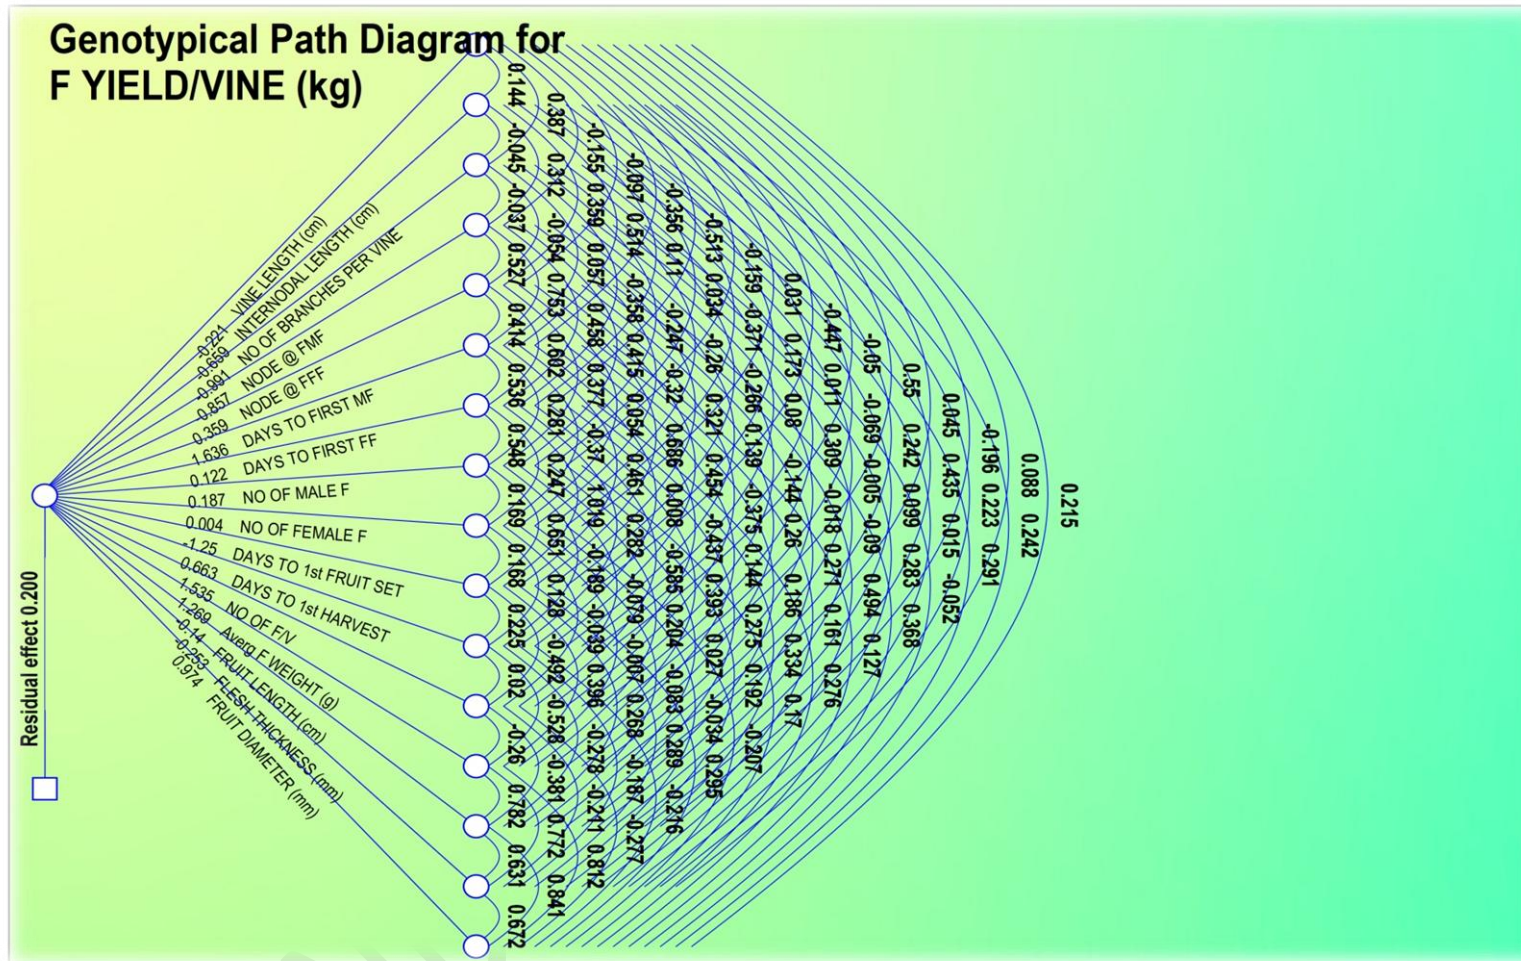 Genotypical Path Diagram for
F YIELD/VINE (kg)
-0.221 VINE LENGTH (cm)
-0.659 INTERNODAL LENGTH (cm)
-0.991 NO OF BRANCHES PER VINE
0.857 NODE @ FMF
0.359 NODE @ FFF
1.636 DAYS TO FIRST MF
0.122 DAYS TO FIRST FF
0.187 NO OF MALE F
0.004 NO OF FEMALE F
-1.25 DAYS TO 1st FRUIT SET
0.663 DAYS TO 1st HARVEST
1.535 NO OF F/V
1.269 Averg F WEIGHT (g)
-0.14 FRUIT LENGTH (cm)
-0.253 FLESH THICKNESS (mm)
0.974 FRUIT DIAMETER (mm)
Residual effect 0.200
0.144 -0.045 -0.037 0.527 0.414 0.536 0.548 0.169 0.168 0.225 0.02 -0.26 0.782 0.631 0.672
0.387 0.312 -0.054 0.753 0.602 0.281 0.247 0.651 0.128 -0.492 -0.528 -0.381 0.772 0.841
-0.155 0.359 0.057 0.458 0.377 -0.37 1.019 -0.189 -0.039 0.396 -0.278 -0.211 0.812
-0.097 0.514 -0.358 0.415 0.054 0.461 0.282 -0.079 -0.007 0.268 -0.187 -0.277
-0.356 0.11 -0.247 -0.32 0.686 0.008 -0.585 0.204 -0.083 0.289 -0.216
-0.513 0.034 -0.26 0.321 0.454 -0.437 0.393 0.027 -0.034 0.295
-0.159 -0.371 -0.266 0.139 -0.375 0.144 0.275 0.192 -0.207
0.031 0.173 0.08 -0.144 0.26 0.186 0.334 0.17
-0.447 0.011 0.309 -0.018 0.271 0.161 0.276
-0.05 -0.069 -0.005 -0.09 0.494 0.127
0.55 0.242 0.099 0.283 0.368
0.045 0.435 0.015 -0.052
-0.196 0.223 0.291
0.088 0.242
0.215